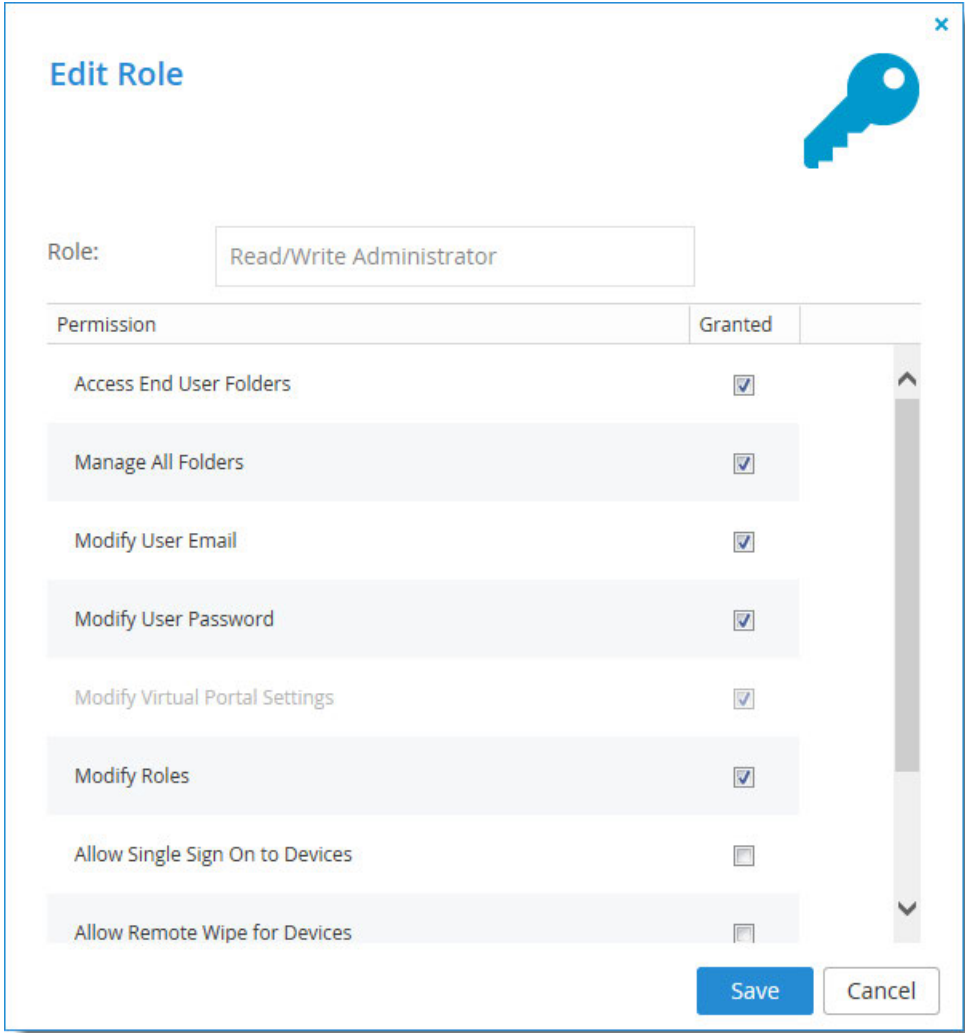 Edit Role
Role:
Read/Write Administrator
Permission Granted
Access End User Folders
Manage All Folders
Modify User Email
Modify User Password
Modify Virtual Portal Settings
Modify Roles
Allow Single Sign On to Devices
Allow Remote Wipe for Devices
Save Cancel